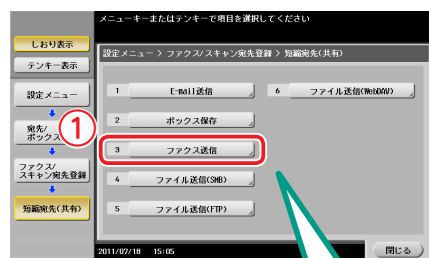 メニューキーまたはテンキーで項目を選択してください
しおり表示
テンキー表示
設定メニュー > ファクス/スキャン宛先登録 > 短縮宛先(共有)
設定メニュー
宛先/
ボックス
ファクス/
スキャン宛先登録
短縮宛先(共有)
1
1 E-mail送信
2 ボックス保存
3 ファクス送信
4 ファイル送信(SMB)
5 ファイル送信(FTP)
6 ファイル送信(WebDAV)
2011/07/18 15:05
閉じる